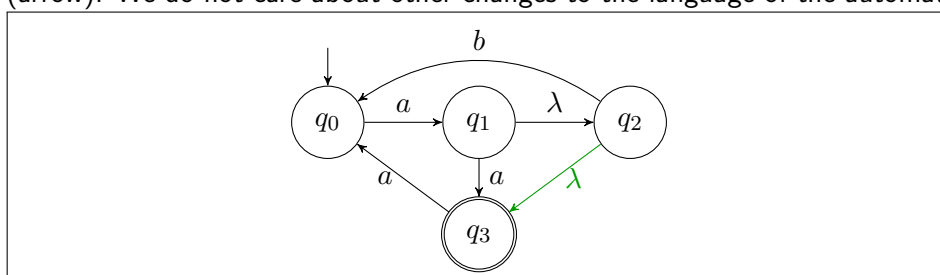 (arrow). We do not care about other changes to the language of the automat
b
q0 a q1 λ q2
a a λ
q3